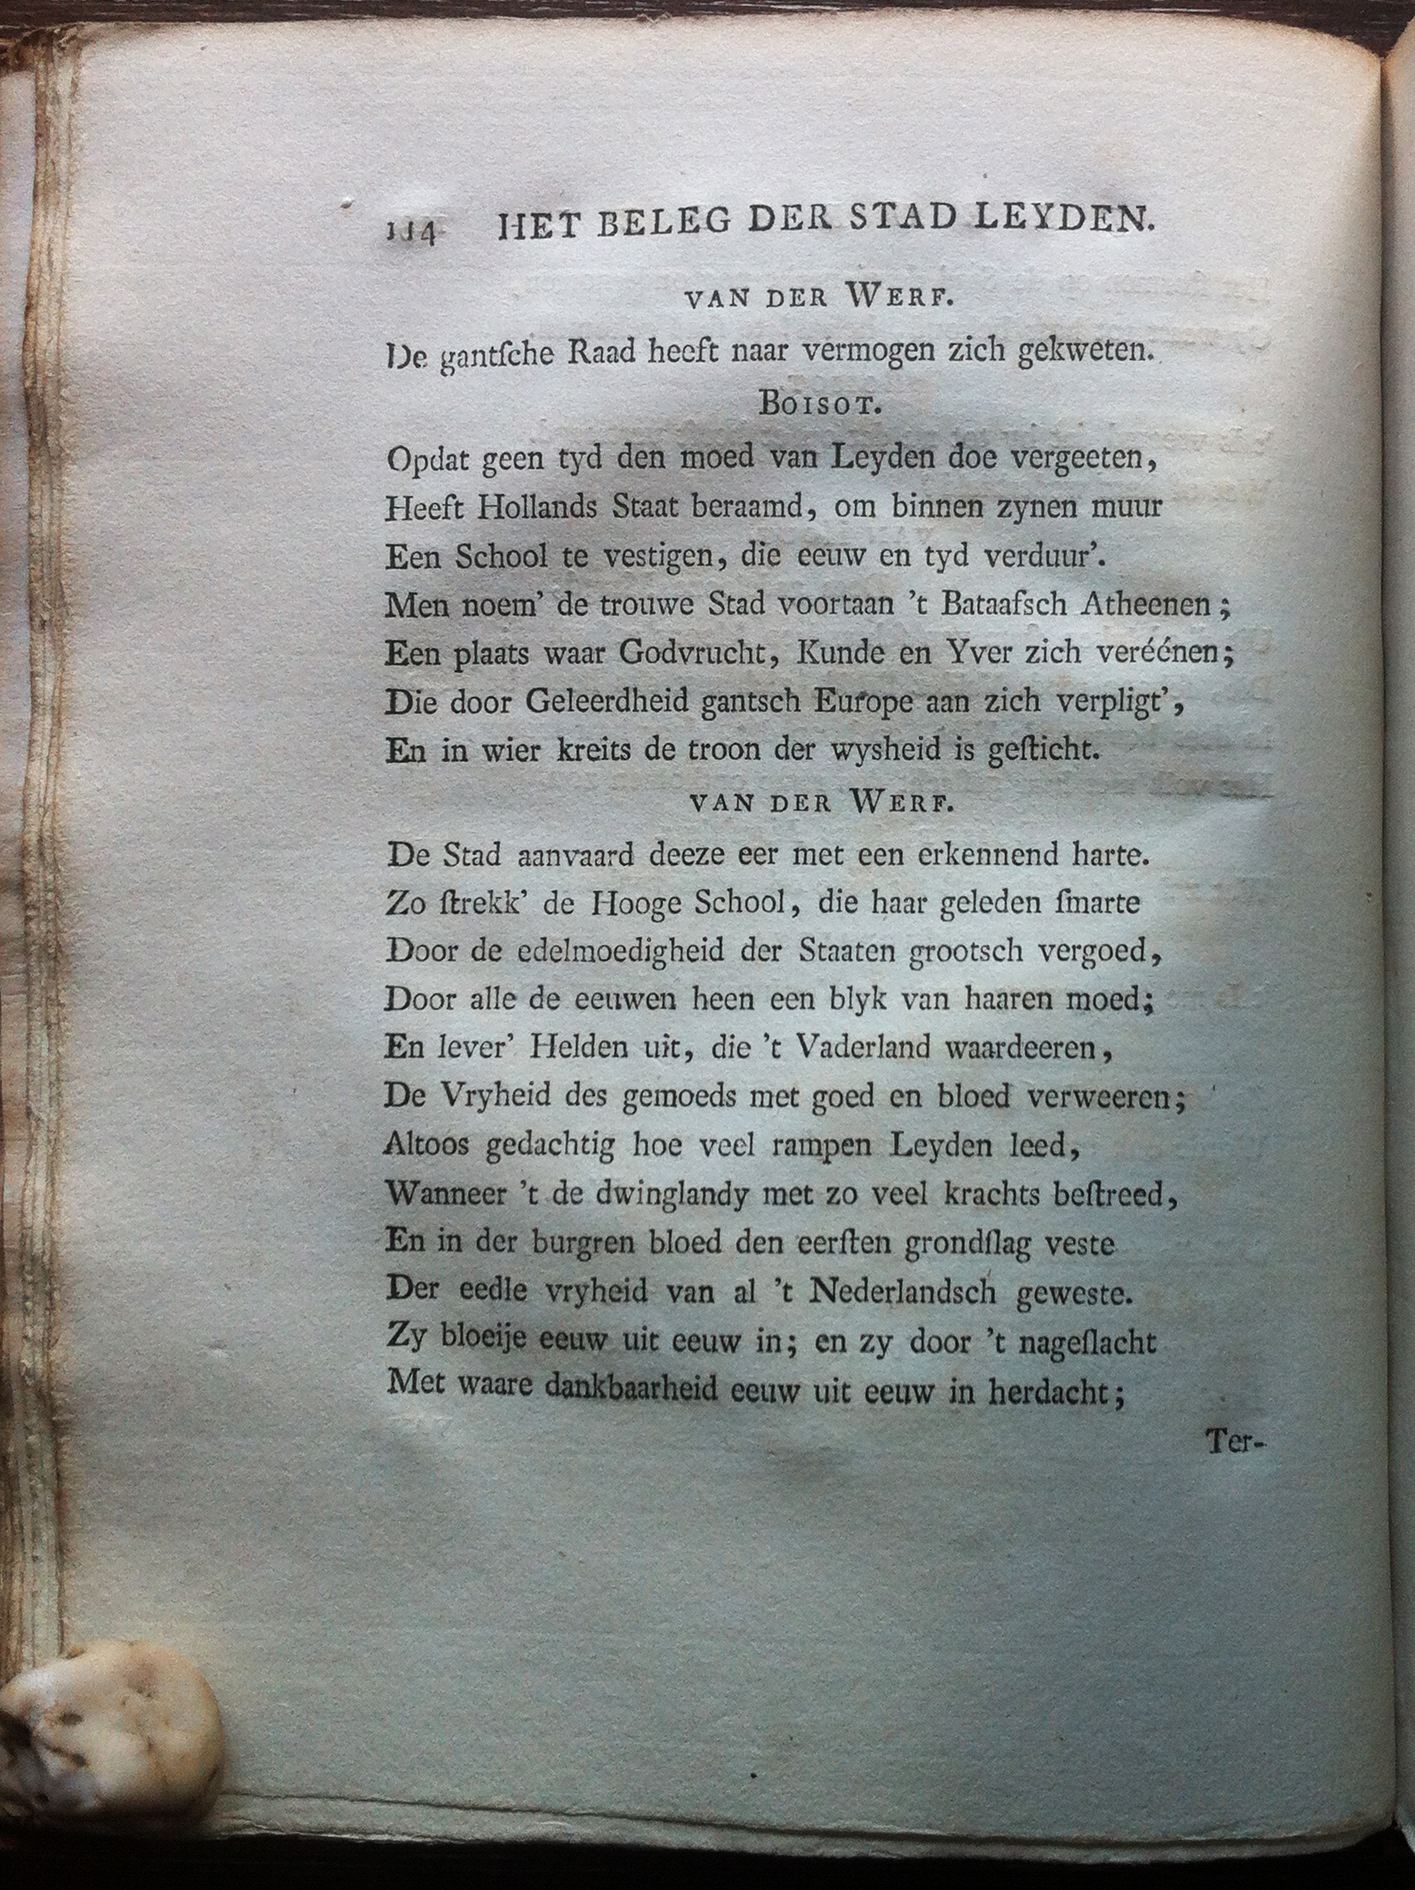 114 HET BELEG DER STAD LEYDEN.
VAN DER WERF.
De gantſche Raad heeft naar vermogen zich gekweten.
BOISOT.
Opdat geen tyd den moed van Leyden doe vergeeten,
Heeft Hollands Staat beraamd, om binnen zynen muur
Een School te vestigen, die eeuw en tyd verduur’.
Men noem’ de trouwe Stad voortaan ’t Bataafsch Atheenen;
Een plaats waar Godvrucht, Kunde en Yver zich veréénen;
Die door Geleerdheid gantsch Europe aan zich verpligt’,
En in wier kreits de troon der wysheid is geſticht.
VAN DER WERF.
De Stad aanvaard deeze eer met een erkennend harte.
Zo ſtrekk’ de Hooge School, die haar geleden ſmarte
Door de edelmoedigheid der Staaten grootsch vergoed,
Door alle de eeuwen heen een blyk van haaren moed;
En lever’ Helden uit, die ’t Vaderland waardeeren,
De Vryheid des gemoeds met goed en bloed verweeren;
Altoos gedachtig hoe veel rampen Leyden leed,
Wanneer ’t de dwinglandy met zo veel krachts beſtreed,
En in der burgren bloed den eerſten grondſlag veste
Der eedle vryheid van al ’t Nederlandsch geweste.
Zy bloeije eeuw uit eeuw in; en zy door ’t nageſlacht
Met waare dankbaarheid eeuw uit eeuw in herdacht;
Ter-